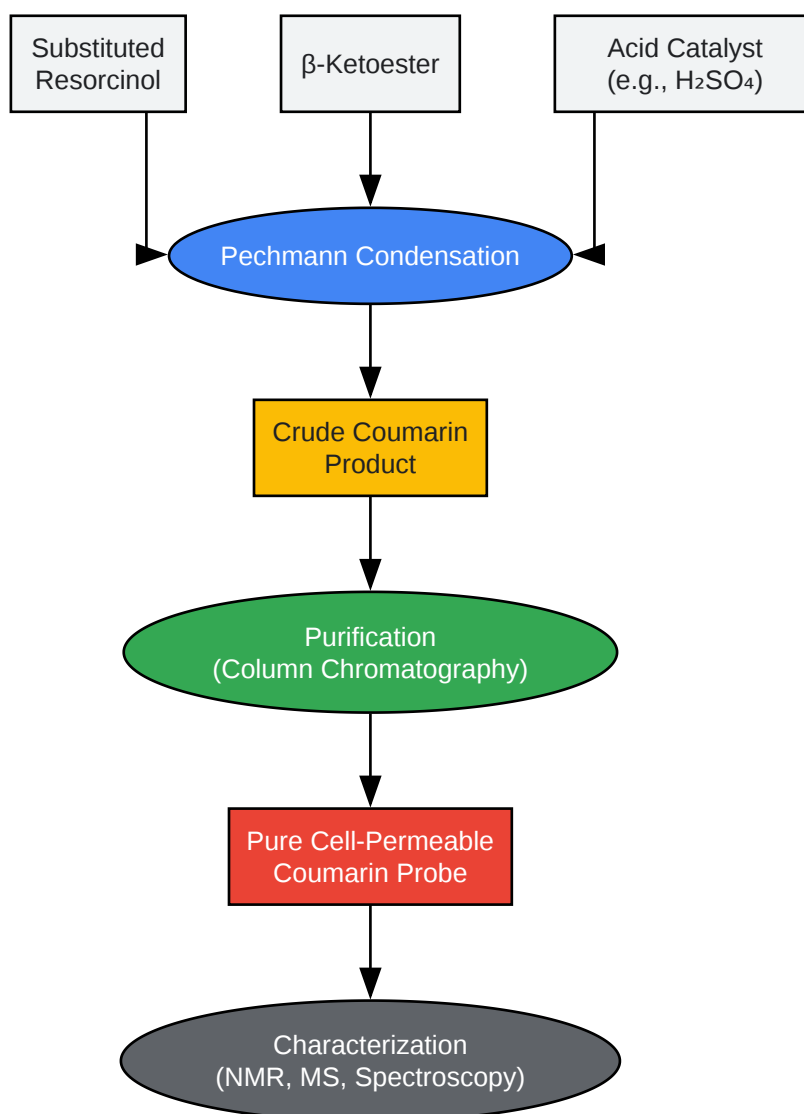 Substituted
Resorcinol
β-Ketoester
Acid Catalyst
(e.g., H₂SO₄)
Pechmann Condensation
Crude Coumarin
Product
Purification
(Column Chromatography)
Pure Cell-Permeable
Coumarin Probe
Characterization
(NMR, MS, Spectroscopy)